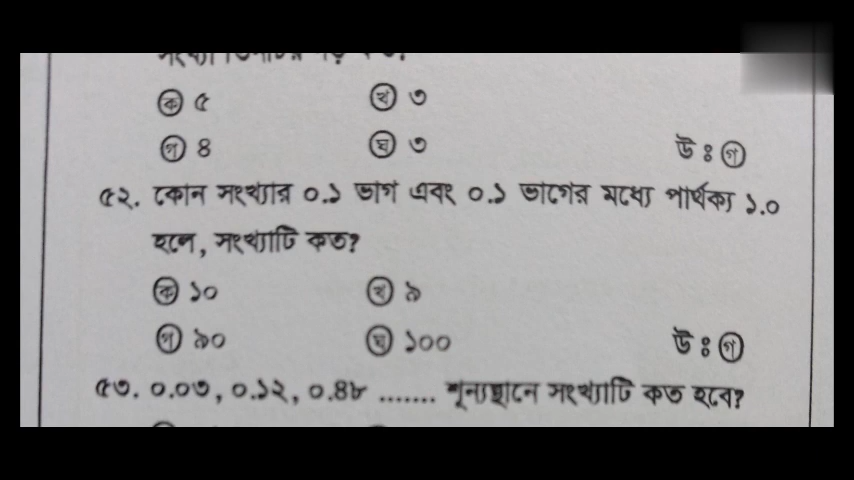 ক ৫ খ ৩
গ ৪ ঘ ৩ উঃ গ
৫২. কোন সংখ্যার ০.১ ভাগ এবং ০.১ ভাগের মধ্যে পার্থক্য ১.০
হলে, সংখ্যাটি কত?
ক ১০ খ ৯
গ ৯০ ঘ ১০০ উঃ গ
৫৩. ০.০৩, ০.১২, ০.৪৮ ....... শূন্যস্থানে সংখ্যাটি কত হবে?